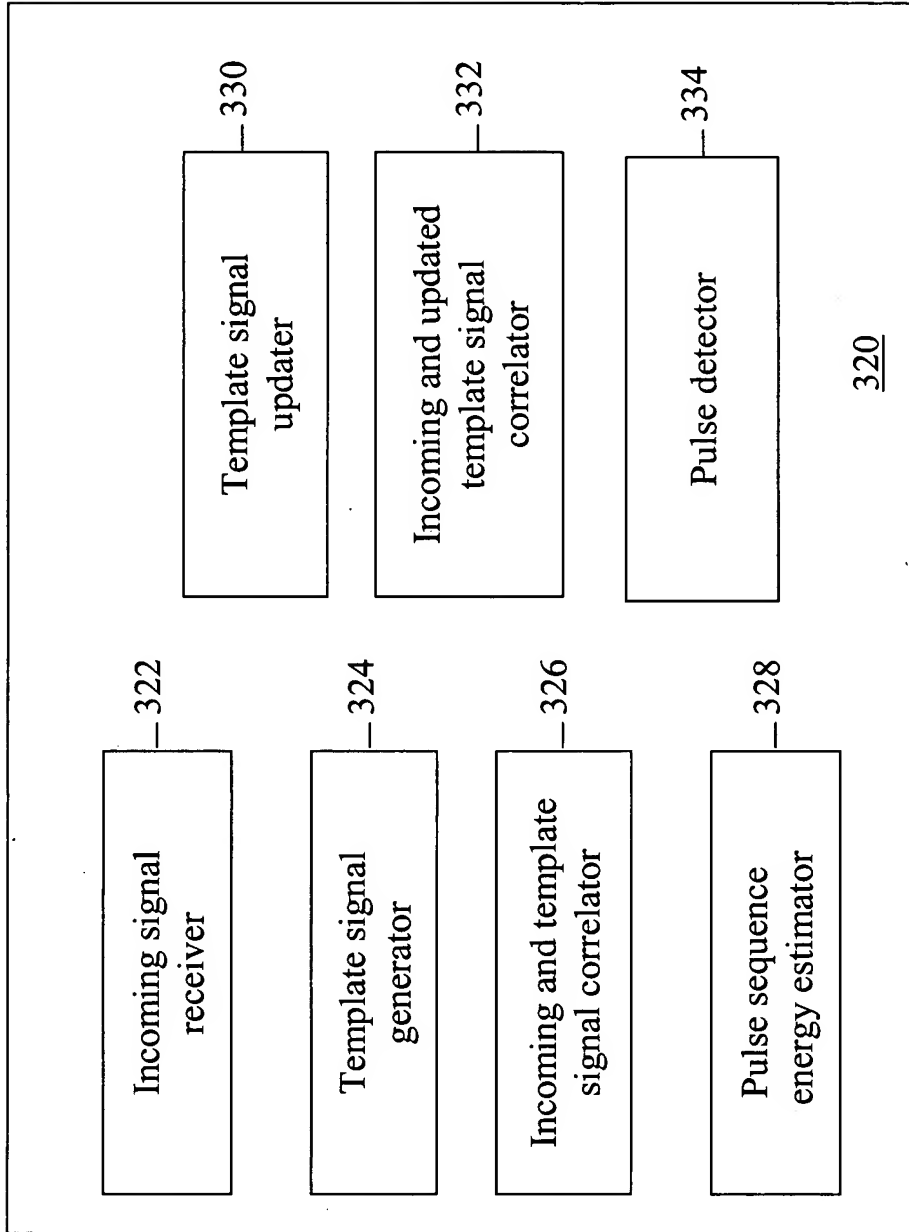 Incoming signal
receiver
322
Template signal
generator
324
Incoming and template
signal correlator
326
Pulse sequence
energy estimator
328
Template signal
updater
330
Incoming and updated
template signal
correlator
332
Pulse detector
334
320